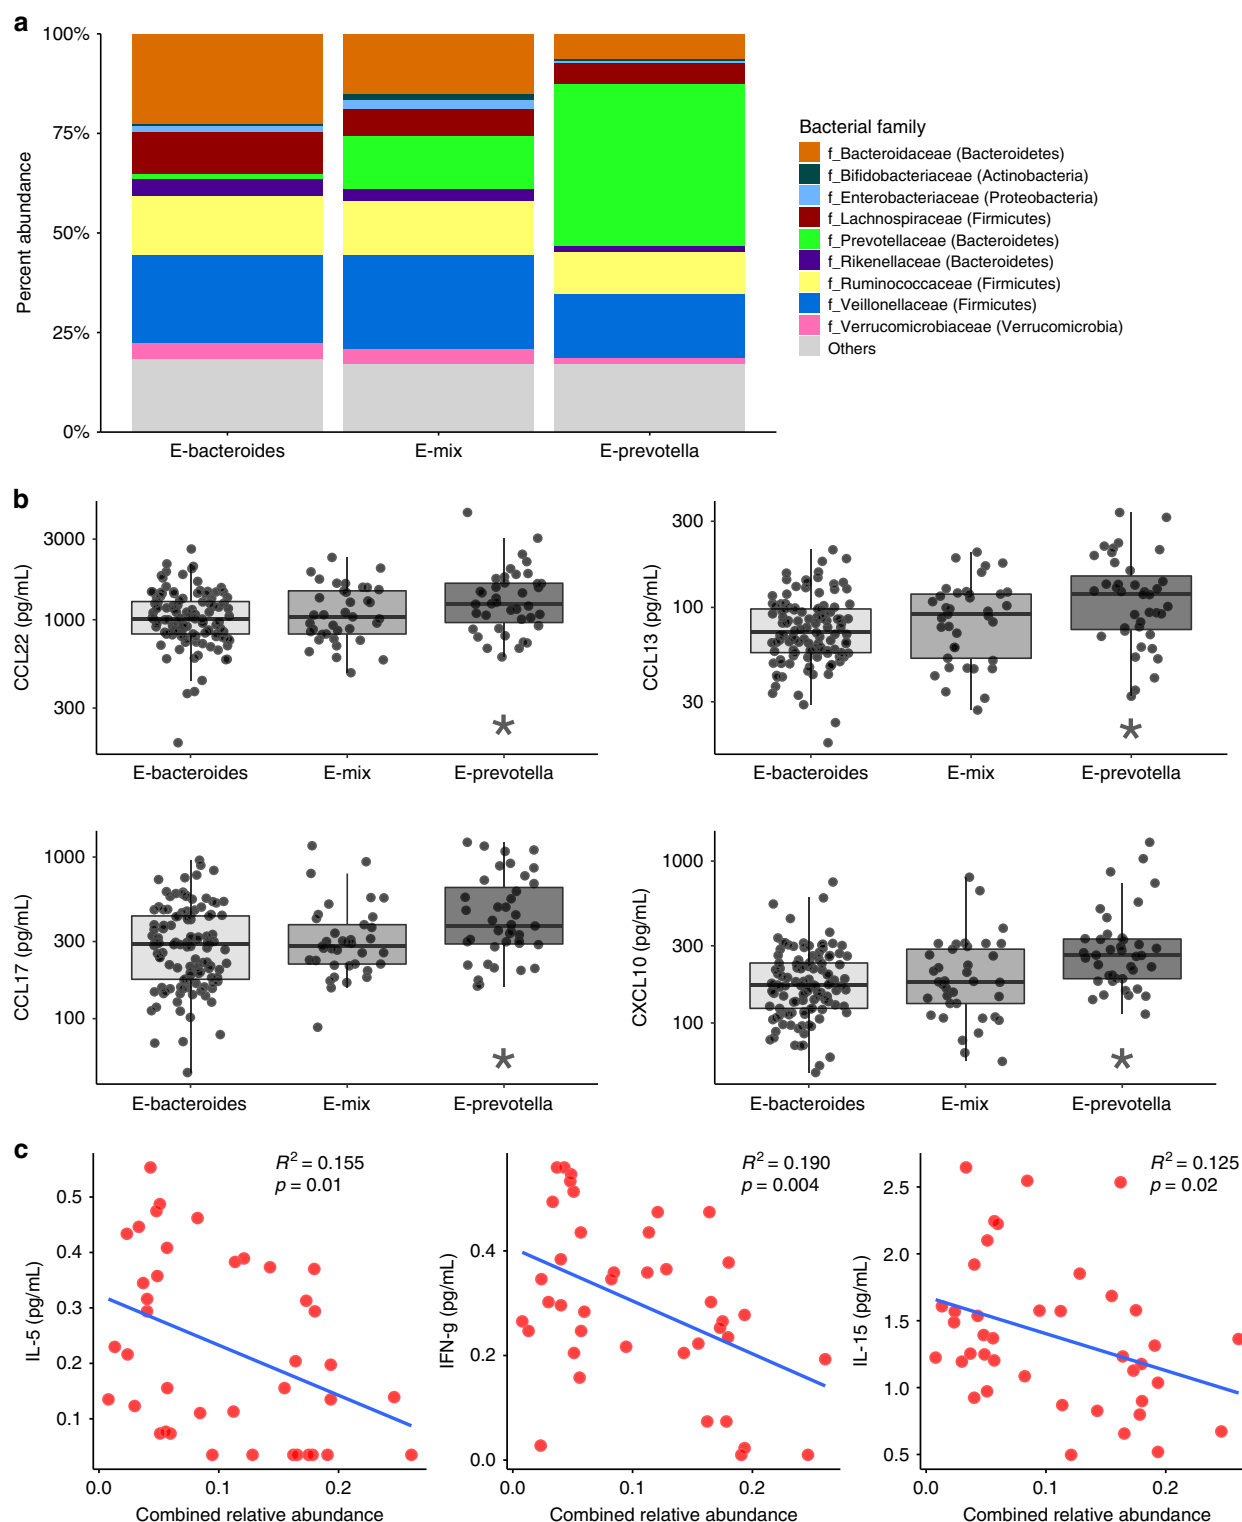 a
100%
75%
50%
25%
0%
Percent abundance
E-bacteroides
E-mix
E-prevotella
Bacterial family
f_Bacteroidaceae (Bacteroidetes)
f_Bifidobacteriaceae (Actinobacteria)
f_Enterobacteriaceae (Proteobacteria)
f_Lachnospiraceae (Firmicutes)
f_Prevotellaceae (Bacteroidetes)
f_Rikenellaceae (Bacteroidetes)
f_Ruminococcaceae (Firmicutes)
f_Veillonellaceae (Firmicutes)
f_Verrucomicrobiaceae (Verrucomicrobia)
Others
b
CCL22 (pg/mL)
3000
1000
300
*
E-bacteroides
E-mix
E-prevotella
CCL13 (pg/mL)
300
100
30
*
E-bacteroides
E-mix
E-prevotella
CCL17 (pg/mL)
1000
300
100
*
E-bacteroides
E-mix
E-prevotella
CXCL10 (pg/mL)
1000
300
100
*
E-bacteroides
E-mix
E-prevotella
c
IL-5 (pg/mL)
R² = 0.155
p = 0.01
0.5
0.4
0.3
0.2
0.1
0.0
0.1
0.2
Combined relative abundance
IFN-g (pg/mL)
R² = 0.190
p = 0.004
0.4
0.2
0.0
0.0
0.1
0.2
Combined relative abundance
IL-15 (pg/mL)
R² = 0.125
p = 0.02
2.5
2.0
1.5
1.0
0.5
0.0
0.1
0.2
Combined relative abundance